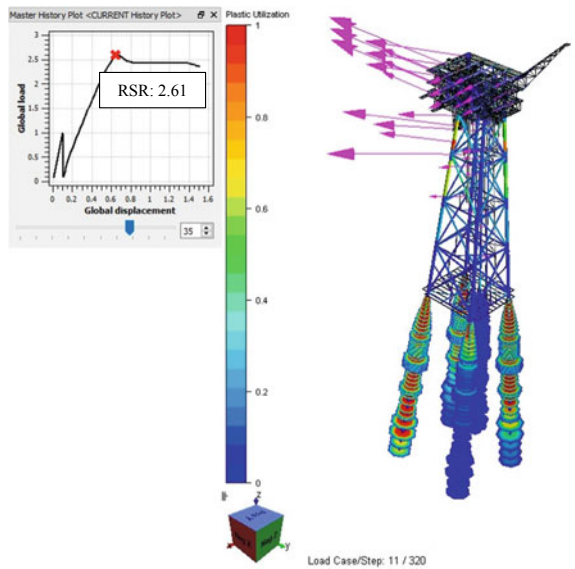 Master History Plot <CURRENT History Plot>
Plastic Utilization
3
2.5
2
1.5
1
0.5
0
Global load
RSR: 2.61
0 0.2 0.4 0.6 0.8 1 1.2 1.4 1.6
Global displacement
35
1
0.8
0.6
0.4
0.2
0
z
y
Load Case/Step: 11 / 320